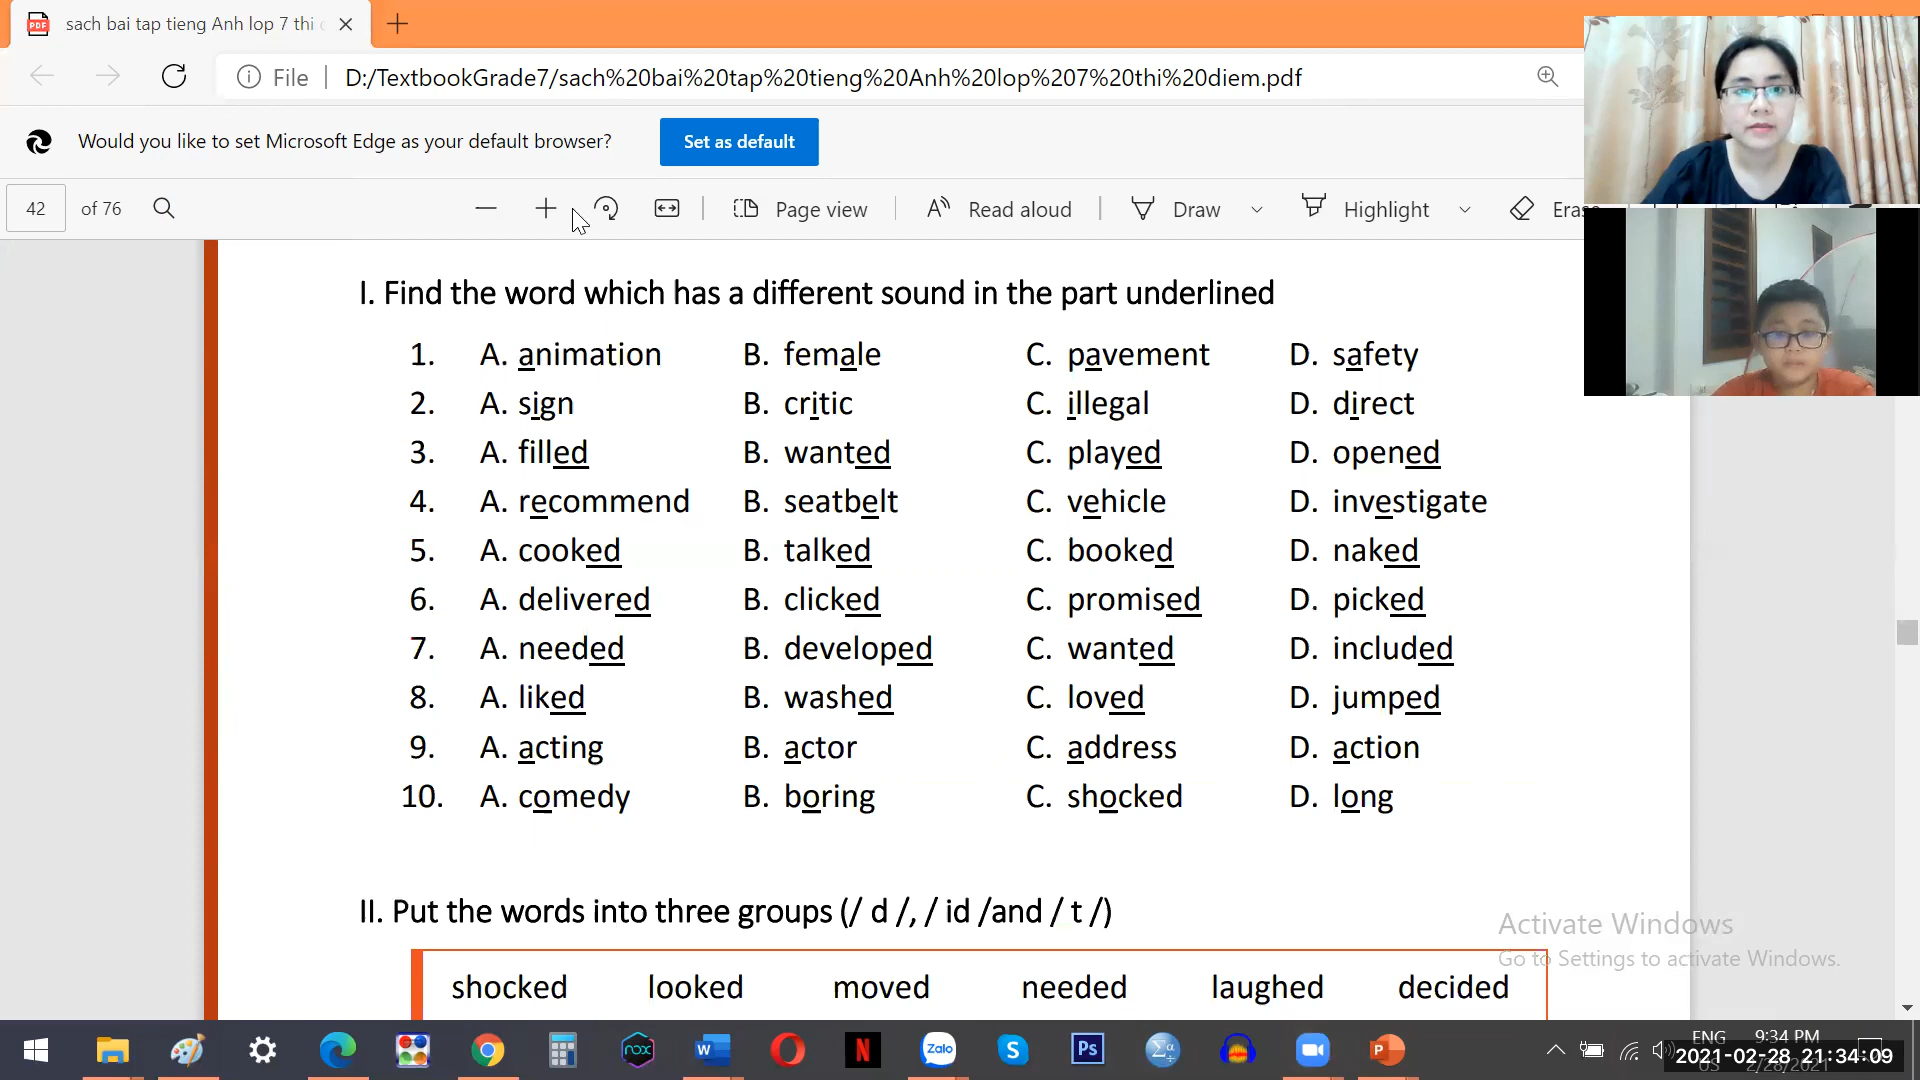 sach bai tap tieng Anh lop 7 thi
File | D:/TextbookGrade7/sach%20bai%20tap%20tieng%20Anh%20lop%207%20thi%20diem.pdf
Would you like to set Microsoft Edge as your default browser? Set as default
42 of 76 Page view Read aloud Draw Highlight Erase
I. Find the word which has a different sound in the part underlined
1. A. animation B. female C. pavement D. safety
2. A. sign B. critic C. illegal D. direct
3. A. filled B. wanted C. played D. opened
4. A. recommend B. seatbelt C. vehicle D. investigate
5. A. cooked B. talked C. booked D. naked
6. A. delivered B. clicked C. promised D. picked
7. A. needed B. developed C. wanted D. included
8. A. liked B. washed C. loved D. jumped
9. A. acting B. actor C. address D. action
10. A. comedy B. boring C. shocked D. long
II. Put the words into three groups (/ d /, / id /and / t /)
Activate Windows
Go to Settings to activate Windows.
shocked looked moved needed laughed decided
ENG 9:34 PM
2021-02-28 21:34:09